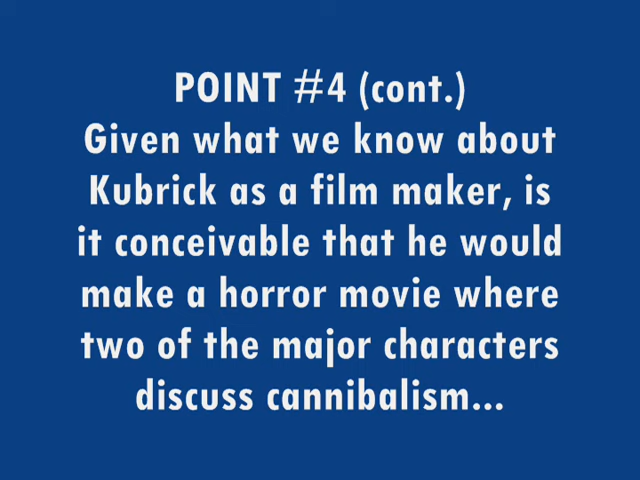 POINT #4 (cont.)
Given what we know about
Kubrick as a film maker, is
it conceivable that he would
make a horror movie where
two of the major characters
discuss cannibalism...